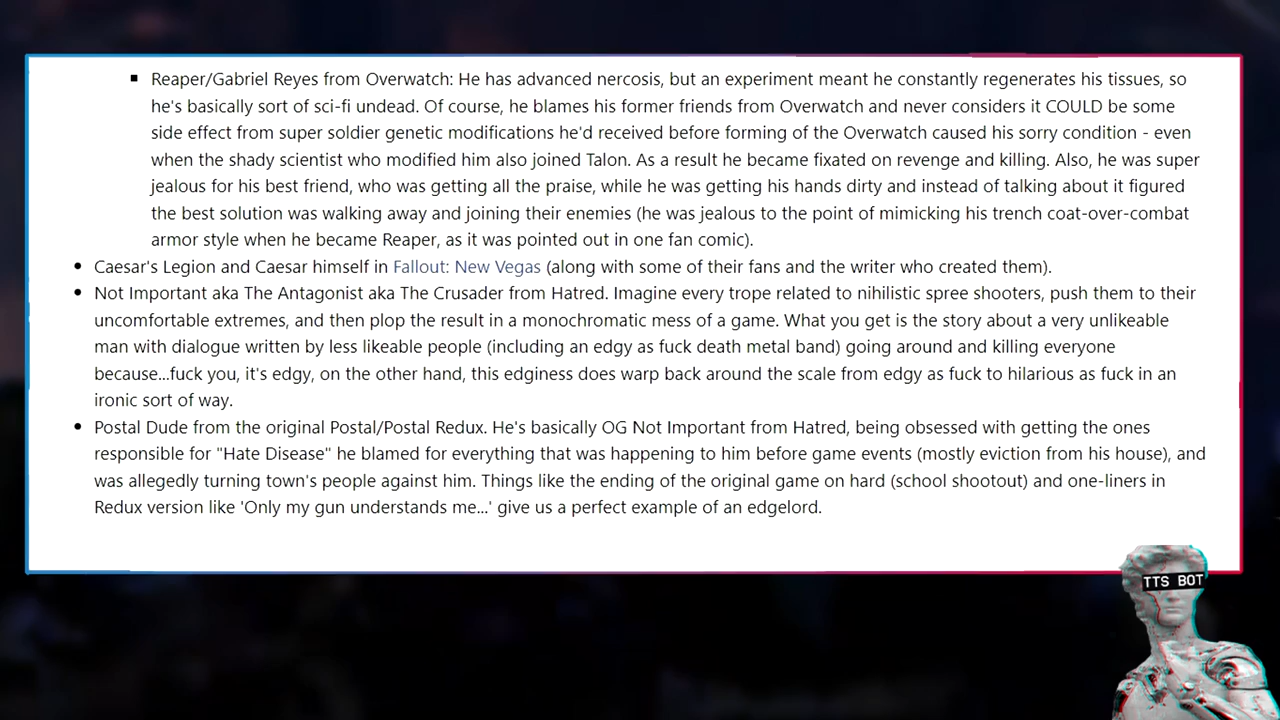 Reaper/Gabriel Reyes from Overwatch: He has advanced nercosis, but an experiment meant he constantly regenerates his tissues, so
he's basically sort of sci-fi undead. Of course, he blames his former friends from Overwatch and never considers it COULD be some
side effect from super soldier genetic modifications he'd received before forming of the Overwatch caused his sorry condition - even
when the shady scientist who modified him also joined Talon. As a result he became fixated on revenge and killing. Also, he was super
jealous for his best friend, who was getting all the praise, while he was getting his hands dirty and instead of talking about it figured
the best solution was walking away and joining their enemies (he was jealous to the point of mimicking his trench coat-over-combat
armor style when he became Reaper, as it was pointed out in one fan comic).
Caesar's Legion and Caesar himself in Fallout: New Vegas (along with some of their fans and the writer who created them).
Not Important aka The Antagonist aka The Crusader from Hatred. Imagine every trope related to nihilistic spree shooters, push them to their
uncomfortable extremes, and then plop the result in a monochromatic mess of a game. What you get is the story about a very unlikeable
man with dialogue written by less likeable people (including an edgy as fuck death metal band) going around and killing everyone
because...fuck you, it's edgy, on the other hand, this edginess does warp back around the scale from edgy as fuck to hilarious as fuck in an
ironic sort of way.
Postal Dude from the original Postal/Postal Redux. He's basically OG Not Important from Hatred, being obsessed with getting the ones
responsible for "Hate Disease" he blamed for everything that was happening to him before game events (mostly eviction from his house), and
was allegedly turning town's people against him. Things like the ending of the original game on hard (school shootout) and one-liners in
Redux version like 'Only my gun understands me...' give us a perfect example of an edgelord.
TTS BOT